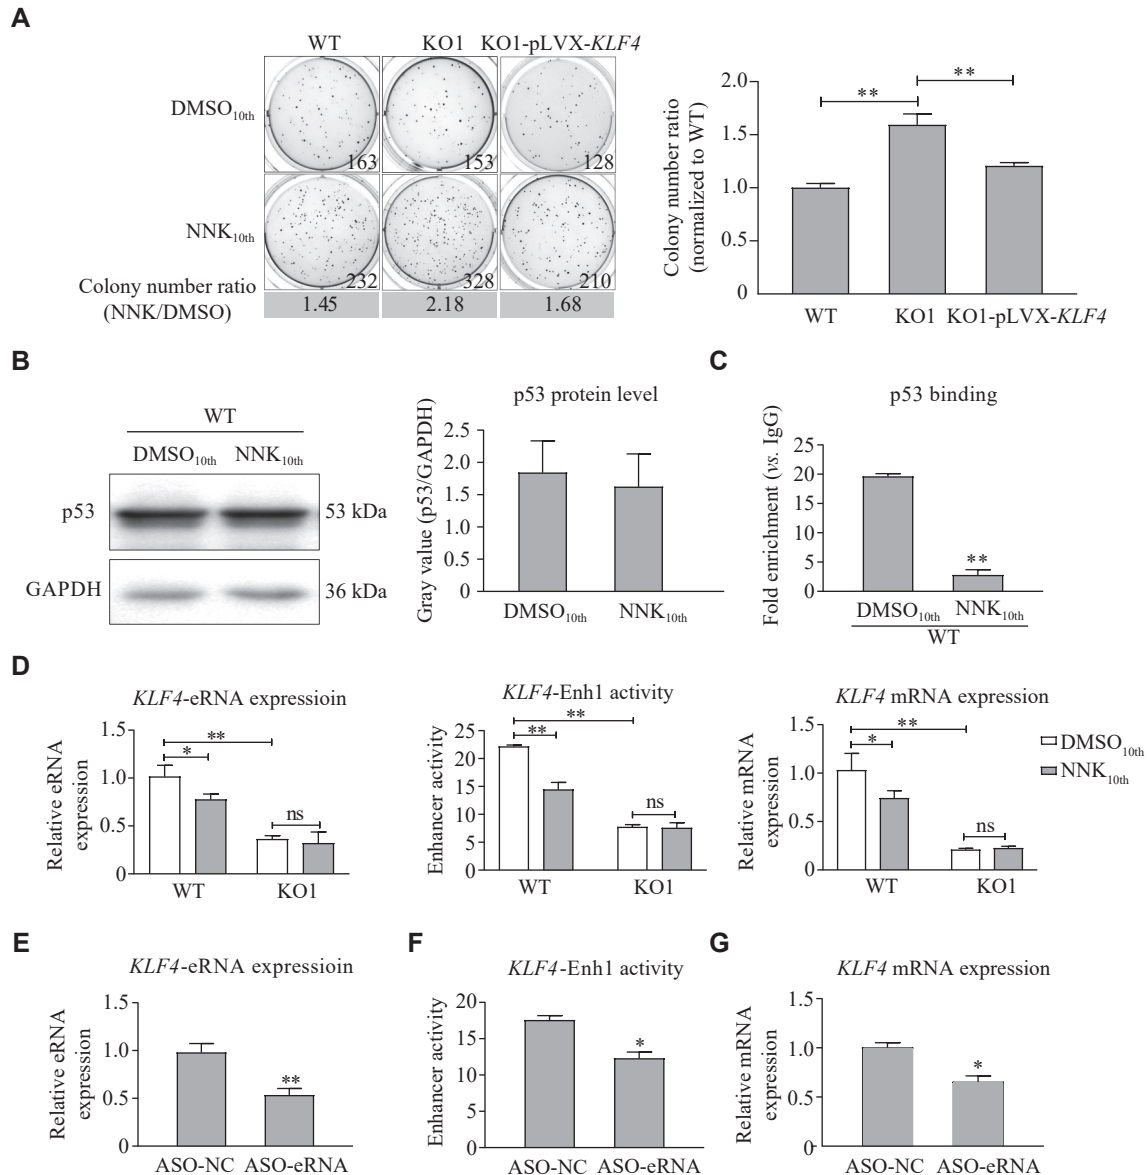 A
WT KO1 KO1-pLVX-KLF4
DMSO10th
163 153 128
NNK10th
232 328 210
Colony number ratio
(NNK/DMSO)
1.45 2.18 1.68
Colony number ratio
(normalized to WT)
2.0
1.5
1.0
0.5
0
** **
WT KO1 KO1-pLVX-KLF4
B
WT
DMSO10th NNK10th
p53 53 kDa
GAPDH 36 kDa
p53 protein level
Gray value (p53/GAPDH)
2.5
2.0
1.5
1.0
0.5
0
DMSO10th NNK10th
C
p53 binding
Fold enrichment (vs. IgG)
25
20
15
10
5
0
**
DMSO10th NNK10th
WT
D
KLF4-eRNA expressioin
Relative eRNA
expression
1.5
1.0
0.5
0
**
*
ns
WT KO1
KLF4-Enh1 activity
Enhancer activity
25
20
15
10
5
0
**
**
ns
WT KO1
KLF4 mRNA expression
Relative mRNA
expression
1.5
1.0
0.5
0
**
*
ns
WT KO1
DMSO10th
NNK10th
E
KLF4-eRNA expressioin
Relative eRNA
expression
1.5
1.0
0.5
0
**
ASO-NC ASO-eRNA
F
KLF4-Enh1 activity
Enhancer activity
20
15
10
5
0
*
ASO-NC ASO-eRNA
G
KLF4 mRNA expression
Relative mRNA
expression
1.5
1.0
0.5
0
*
ASO-NC ASO-eRNA